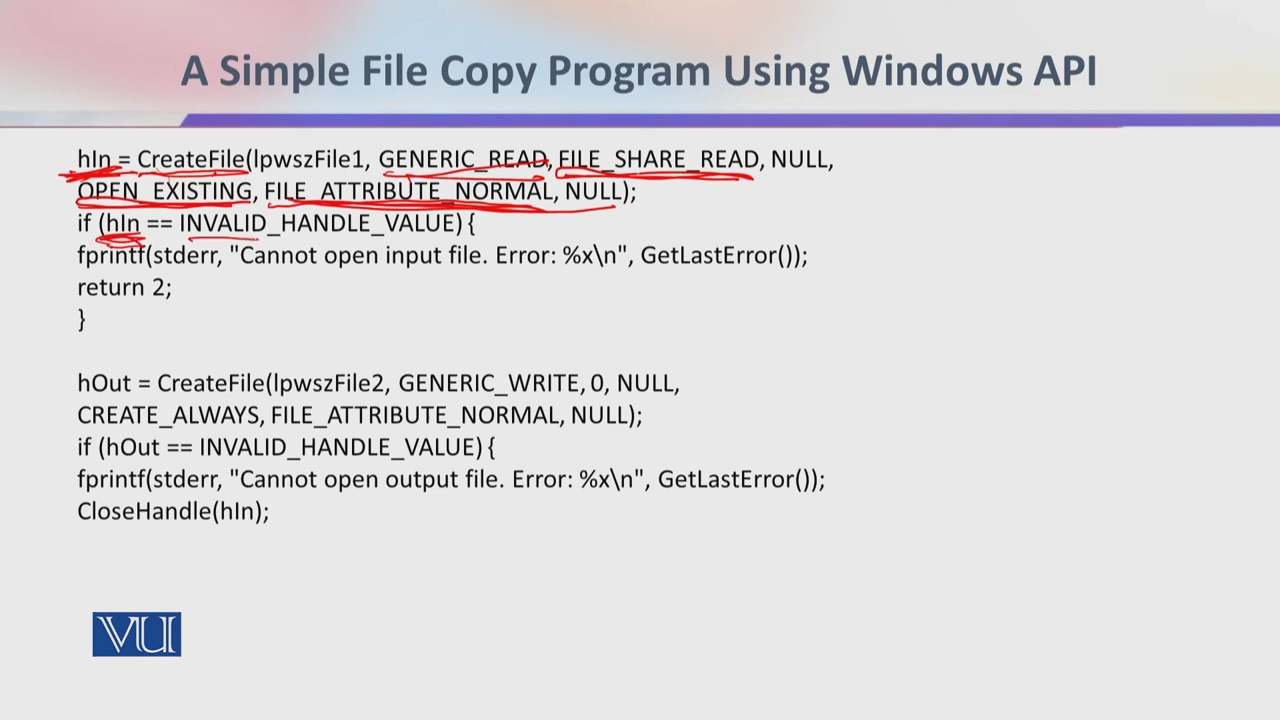 A Simple File Copy Program Using Windows API
hIn = CreateFile(lpwszFile1, GENERIC_READ, FILE_SHARE_READ, NULL,
OPEN_EXISTING, FILE_ATTRIBUTE_NORMAL, NULL);
if (hIn == INVALID_HANDLE_VALUE) {
fprintf(stderr, "Cannot open input file. Error: %x\n", GetLastError());
return 2;
}
hOut = CreateFile(lpwszFile2, GENERIC_WRITE, 0, NULL,
CREATE_ALWAYS, FILE_ATTRIBUTE_NORMAL, NULL);
if (hOut == INVALID_HANDLE_VALUE) {
fprintf(stderr, "Cannot open output file. Error: %x\n", GetLastError());
CloseHandle(hIn);
VU